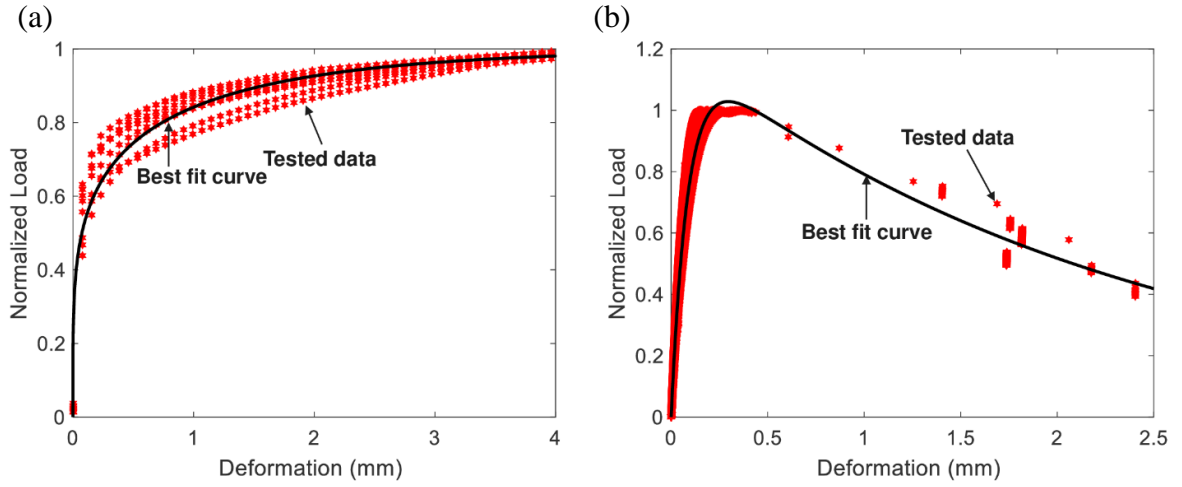 (a)
Normalized Load
1
0.8
0.6
0.4
0.2
0
0
1
2
3
4
Deformation (mm)
Best fit curve
Tested data
(b)
Normalized Load
1.2
1
0.8
0.6
0.4
0.2
0
0
0.5
1
1.5
2
2.5
Deformation (mm)
Tested data
Best fit curve